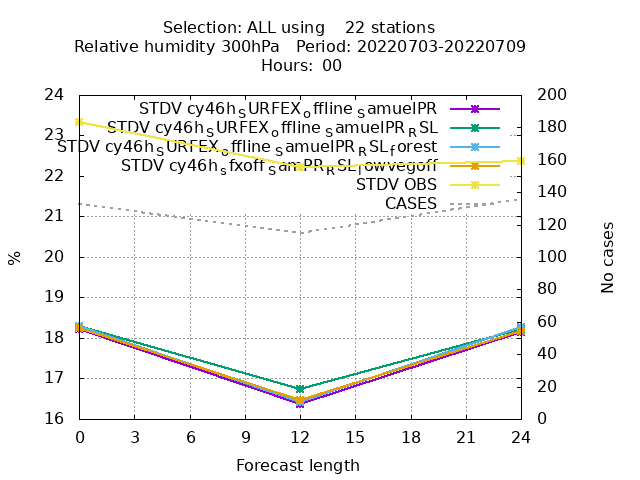 Selection: ALL using 22 stations
Relative humidity 300hPa Period: 20220703-20220709
Hours: 00
24
23
22
21
20
19
18
17
16
%
STDV cy46h_SURFEX_offline_samuelPR
STDV cy46h_SURFEX_offline_samuelPR_RSL
STDV cy46h_SURFEX_offline_samuelPR_RSL_forest
STDV cy46h_sfxoff_samPR_RSL_lowvegoff
STDV OBS
CASES
200
180
160
140
120
100
80
60
40
20
0
No cases
0 3 6 9 12 15 18 21 24
Forecast length